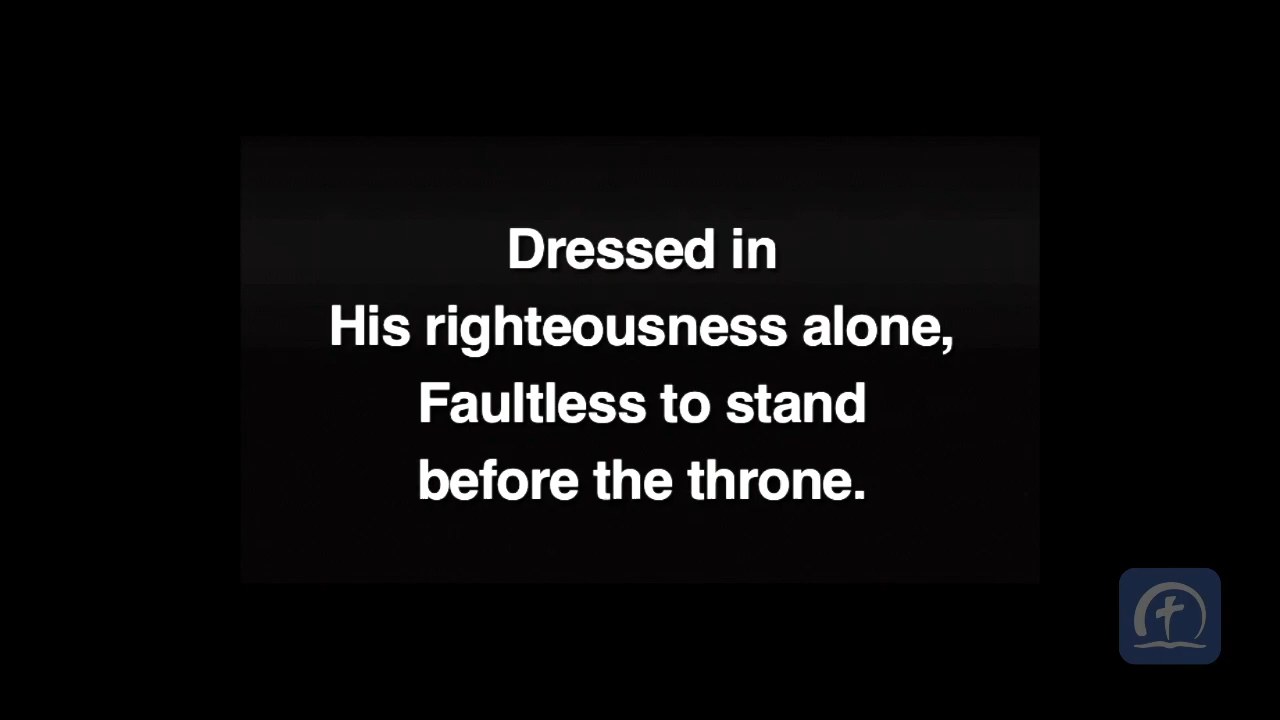 Dressed in
His righteousness alone,
Faultless to stand
before the throne.